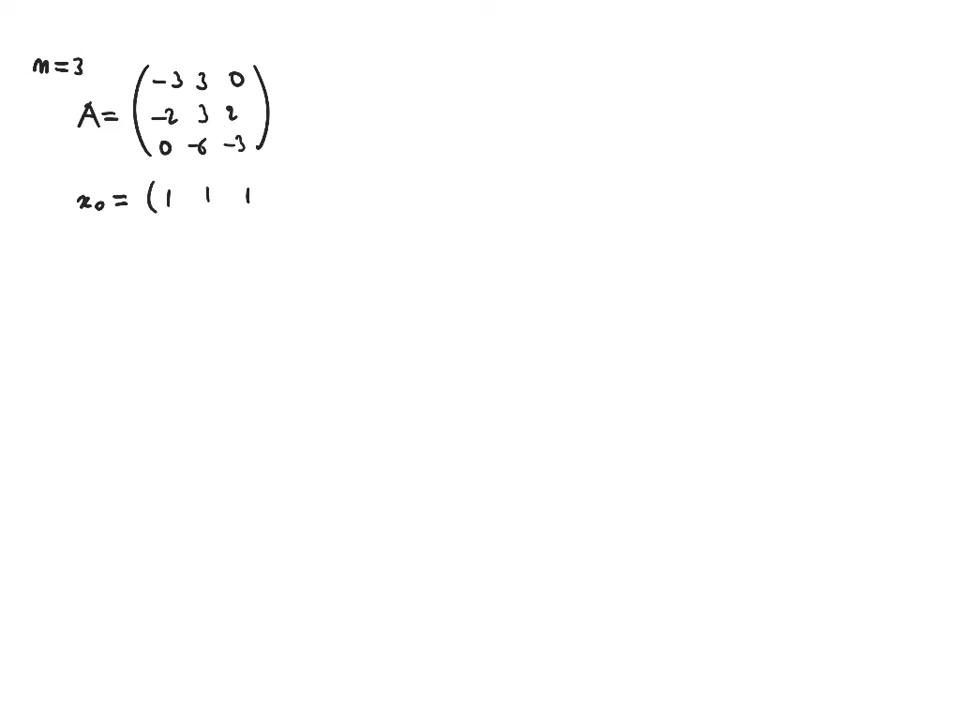 n=3
A= (-3 3 0
-2 3 2
0 -6 -3)
x₀ = (1 1 1